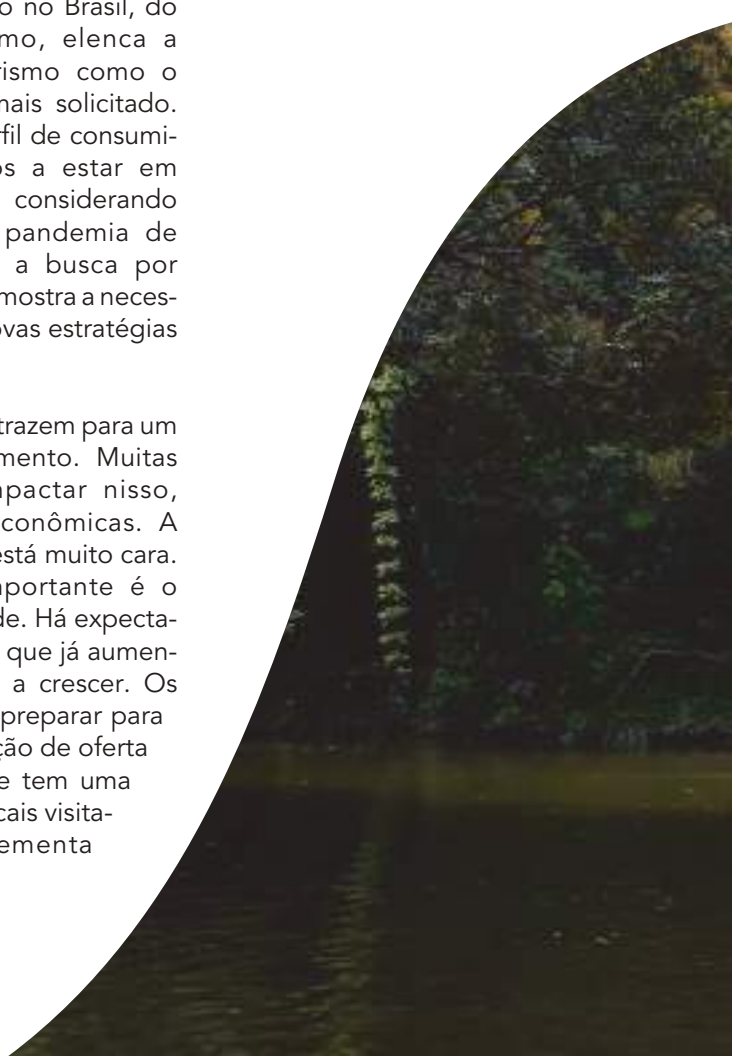 o no Brasil, do
mo, elenca a
rismo como o
mais solicitado.
rfil de consumi-
os a estar em
considerando
pandemia de
a busca por
mostra a neces-
ovas estratégias
trazem para um
mento. Muitas
mpactar nisso,
conômicas. A
está muito cara.
mportante é o
de. Há expecta-
que já aumen-
a crescer. Os
preparar para
ção de oferta
e tem uma
cais visita-
ementa